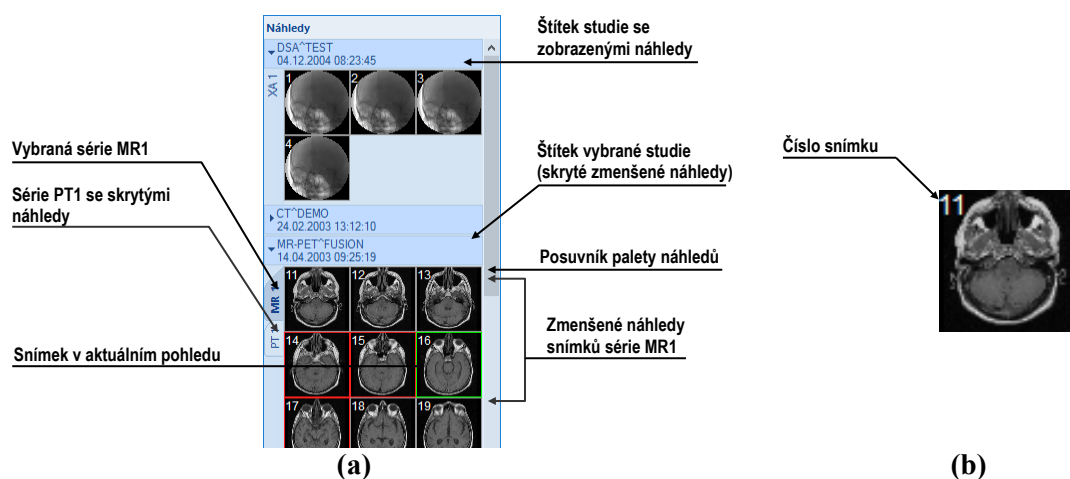 Náhledy
DSA^TEST
04.12.2004 08:23:45
XA 1
1
2
3
4
CT^DEMO
24.02.2003 13:12:10
MR-PET^FUSION
14.04.2003 09:25:19
MR 1
PT 1
11
12
13
14
15
16
17
18
19
Vybraná série MR1
Série PT1 se skrytými
náhledy
Snímek v aktuálním pohledu
Štítek studie se
zobrazenými náhledy
Štítek vybrané studie
(skryté zmenšené náhledy)
Posuvník palety náhledů
Zmenšené náhledy
snímků série MR1
(a)
Číslo snímku
11
(b)